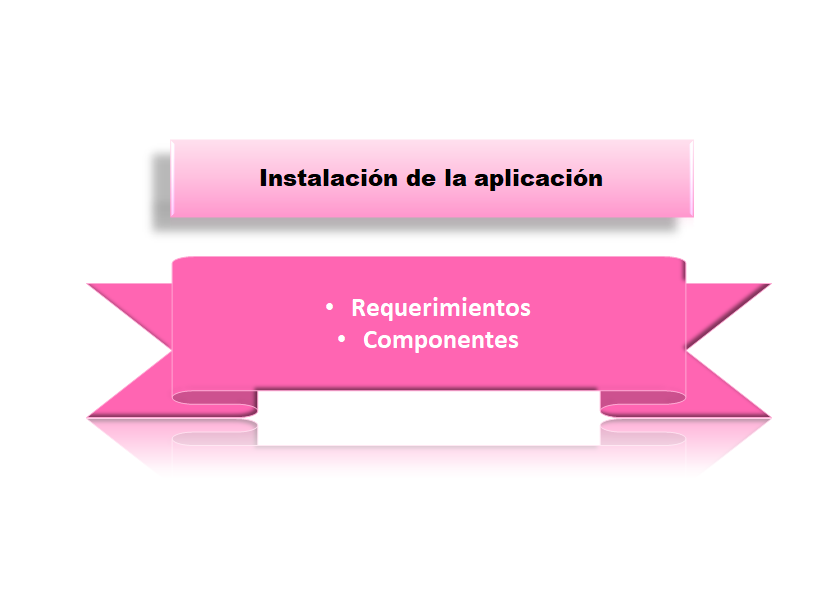 Instalación de la aplicación
• Requerimientos
• Componentes